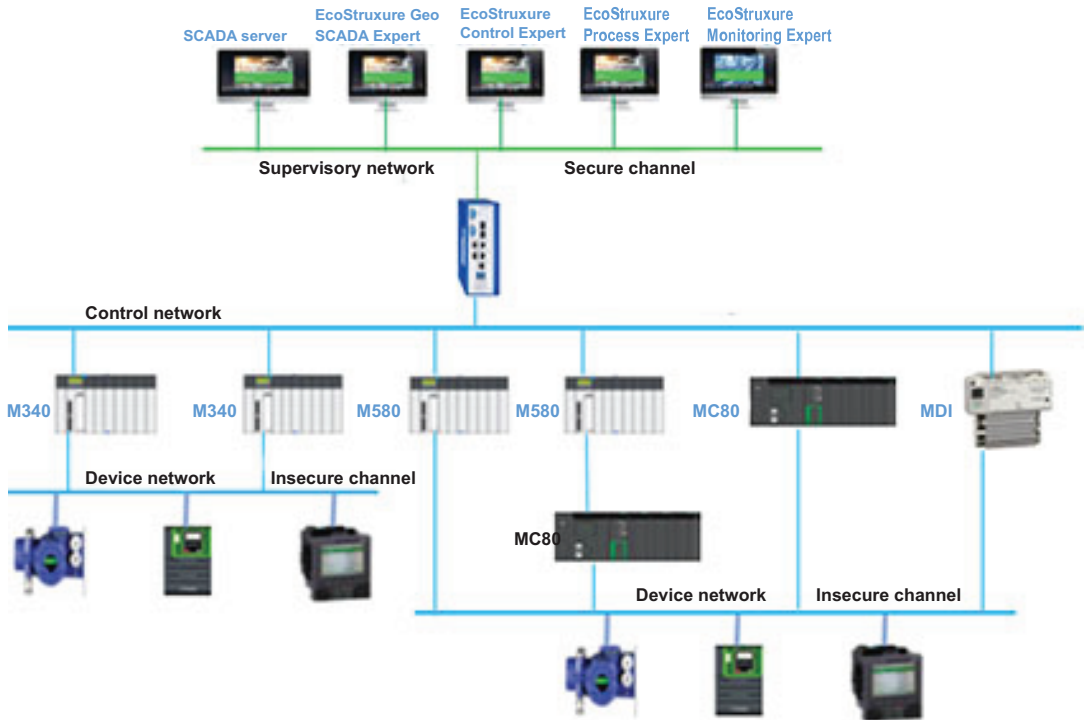 SCADA server
EcoStruxure Geo
SCADA Expert
EcoStruxure
Control Expert
EcoStruxure
Process Expert
EcoStruxure
Monitoring Expert
Supervisory network
Secure channel
Control network
M340
M340
M580
M580
MC80
MDI
Device network
Insecure channel
MC80
Device network
Insecure channel